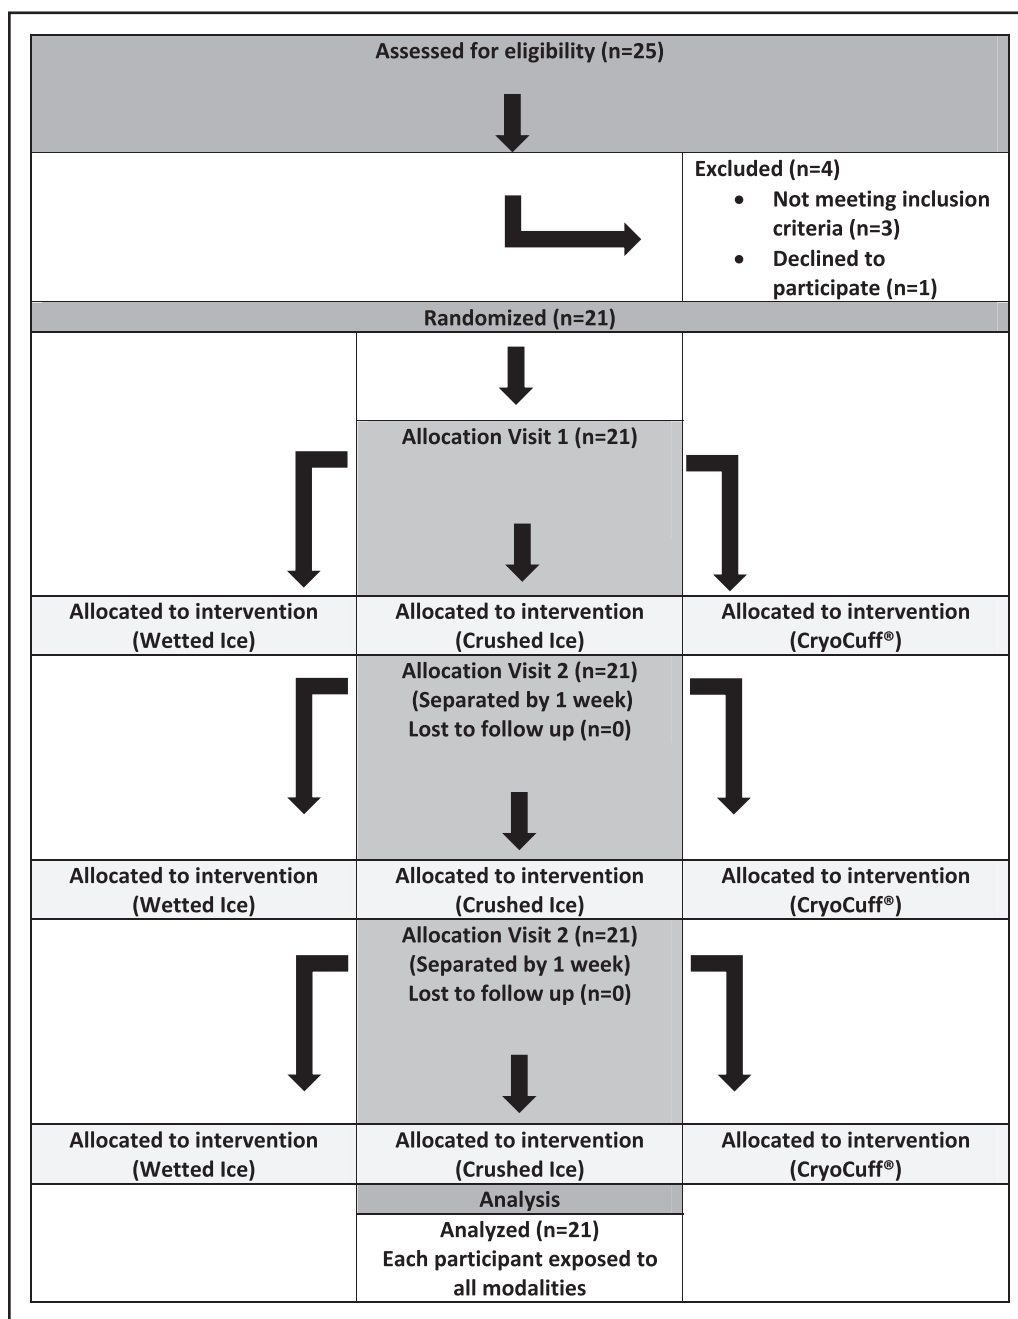 Assessed for eligibility (n=25)
Excluded (n=4)
• Not meeting inclusion
criteria (n=3)
• Declined to
participate (n=1)
Randomized (n=21)
Allocation Visit 1 (n=21)
Allocated to intervention
(Wetted Ice)
Allocated to intervention
(Crushed Ice)
Allocated to intervention
(CryoCuff®)
Allocation Visit 2 (n=21)
(Separated by 1 week)
Lost to follow up (n=0)
Allocated to intervention
(Wetted Ice)
Allocated to intervention
(Crushed Ice)
Allocated to intervention
(CryoCuff®)
Allocation Visit 2 (n=21)
(Separated by 1 week)
Lost to follow up (n=0)
Allocated to intervention
(Wetted Ice)
Allocated to intervention
(Crushed Ice)
Allocated to intervention
(CryoCuff®)
Analysis
Analyzed (n=21)
Each participant exposed to
all modalities